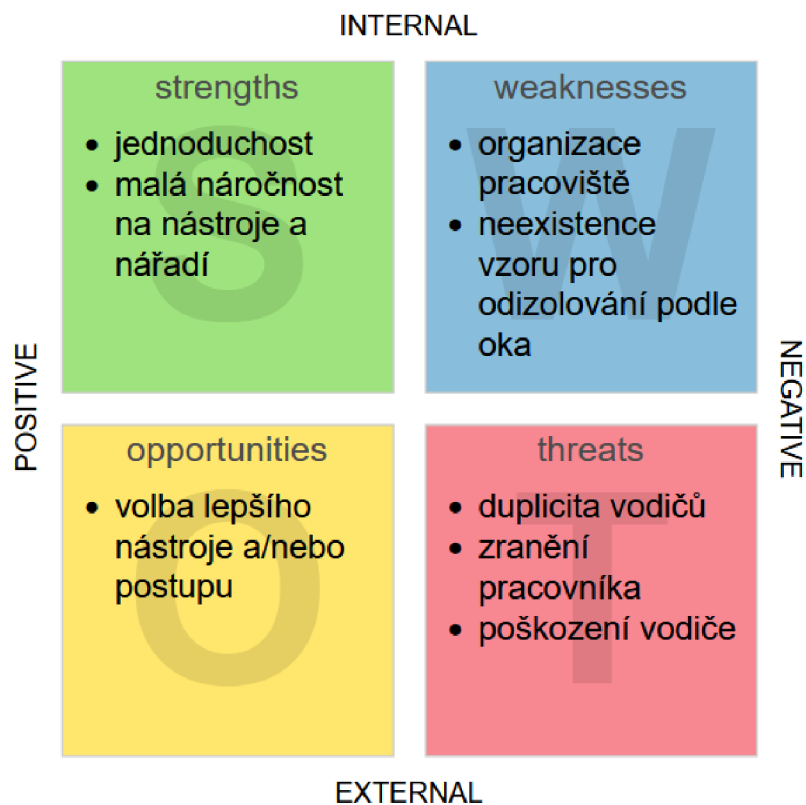 INTERNAL
strengths
• jednoduchost
• malá náročnost
na nástroje a
nářadí
weaknesses
• organizace
pracoviště
• neexistence
vzoru pro
odizolování podle
oka
POSITIVE
NEGATIVE
opportunities
• volba lepšího
nástroje a/nebo
postupu
threats
• duplicita vodičů
• zranění
pracovníka
• poškození vodiče
EXTERNAL
S
W
O
T